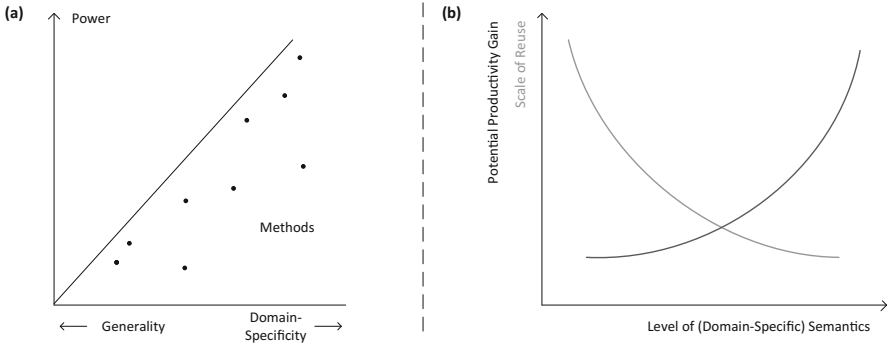 (a)
Power
Methods
Generality
Domain-
Specificity
(b)
Potential Productivity Gain
Scale of Reuse
Level of (Domain-Specific) Semantics